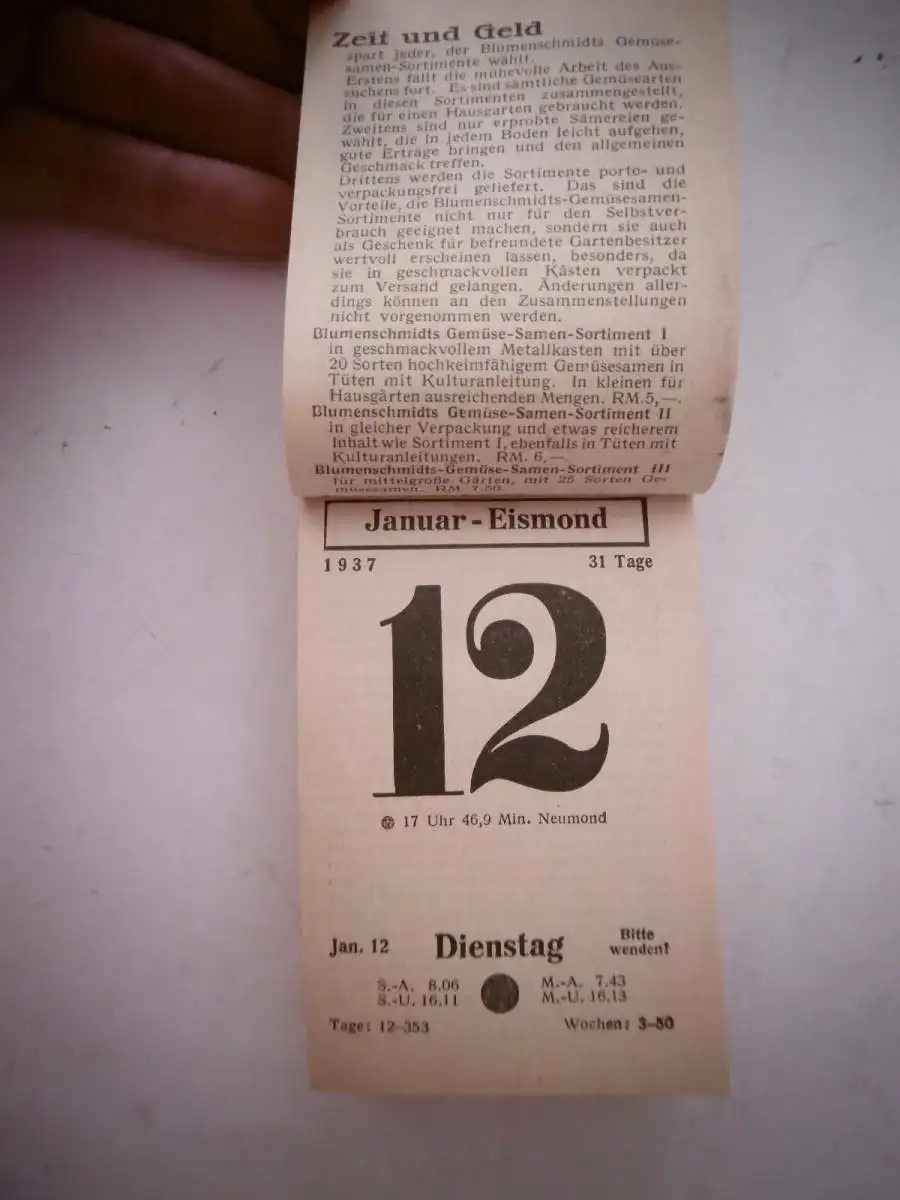 Zeit und Geld
spart jeder, der Blumenschmidts Gemüse-
samen-Sortimente wählt.
Erstens fällt die mühevolle Arbeit des Aus-
suchens fort. Es sind sämtliche Gemüsearten
in diesen Sortimenten zusammengestellt,
die für einen Hausgarten gebraucht werden.
Zweitens sind nur erprobte Sämereien ge-
wählt, die in jedem Boden leicht aufgehen,
gute Erträge bringen und den allgemeinen
Geschmack treffen.
Drittens werden die Sortimente porto- und
verpackungsfrei geliefert. Das sind die
Vorteile, die Blumenschmidts-Gemüsesamen-
Sortimente nicht nur für den Selbstver-
brauch geeignet machen, sondern sie auch
als Geschenk für befreundete Gartenbesitzer
wertvoll erscheinen lassen, besonders, da
sie in geschmackvollen Kästen verpackt
zum Versand gelangen. Änderungen aller-
dings können an den Zusammenstellungen
nicht vorgenommen werden.
Blumenschmidts Gemüse-Samen-Sortiment I
in geschmackvollem Metallkasten mit über
20 Sorten hochkeimfähigem Gemüsesamen in
Tüten mit Kulturanleitung. In kleinen für
Hausgärten ausreichenden Mengen. RM.5,—.
Blumenschmidts Gemüse-Samen-Sortiment II
in gleicher Verpackung und etwas reicherem
Inhalt wie Sortiment I, ebenfalls in Tüten mit
Kulturanleitungen. RM. 6,—
Blumenschmidts-Gemüse-Samen-Sortiment III
für mittelgroße Gärten, mit 25 Sorten Ge-
müsesamen. RM 7.50.
Januar - Eismond
1937 31 Tage
12
17 Uhr 46,9 Min. Neumond
Jan. 12 Dienstag Bitte wenden!
S.-A. 8.06 M.-A. 7.43
S.-U. 16.11 M.-U. 16.13
Tage: 12–353 Wochen: 3–50